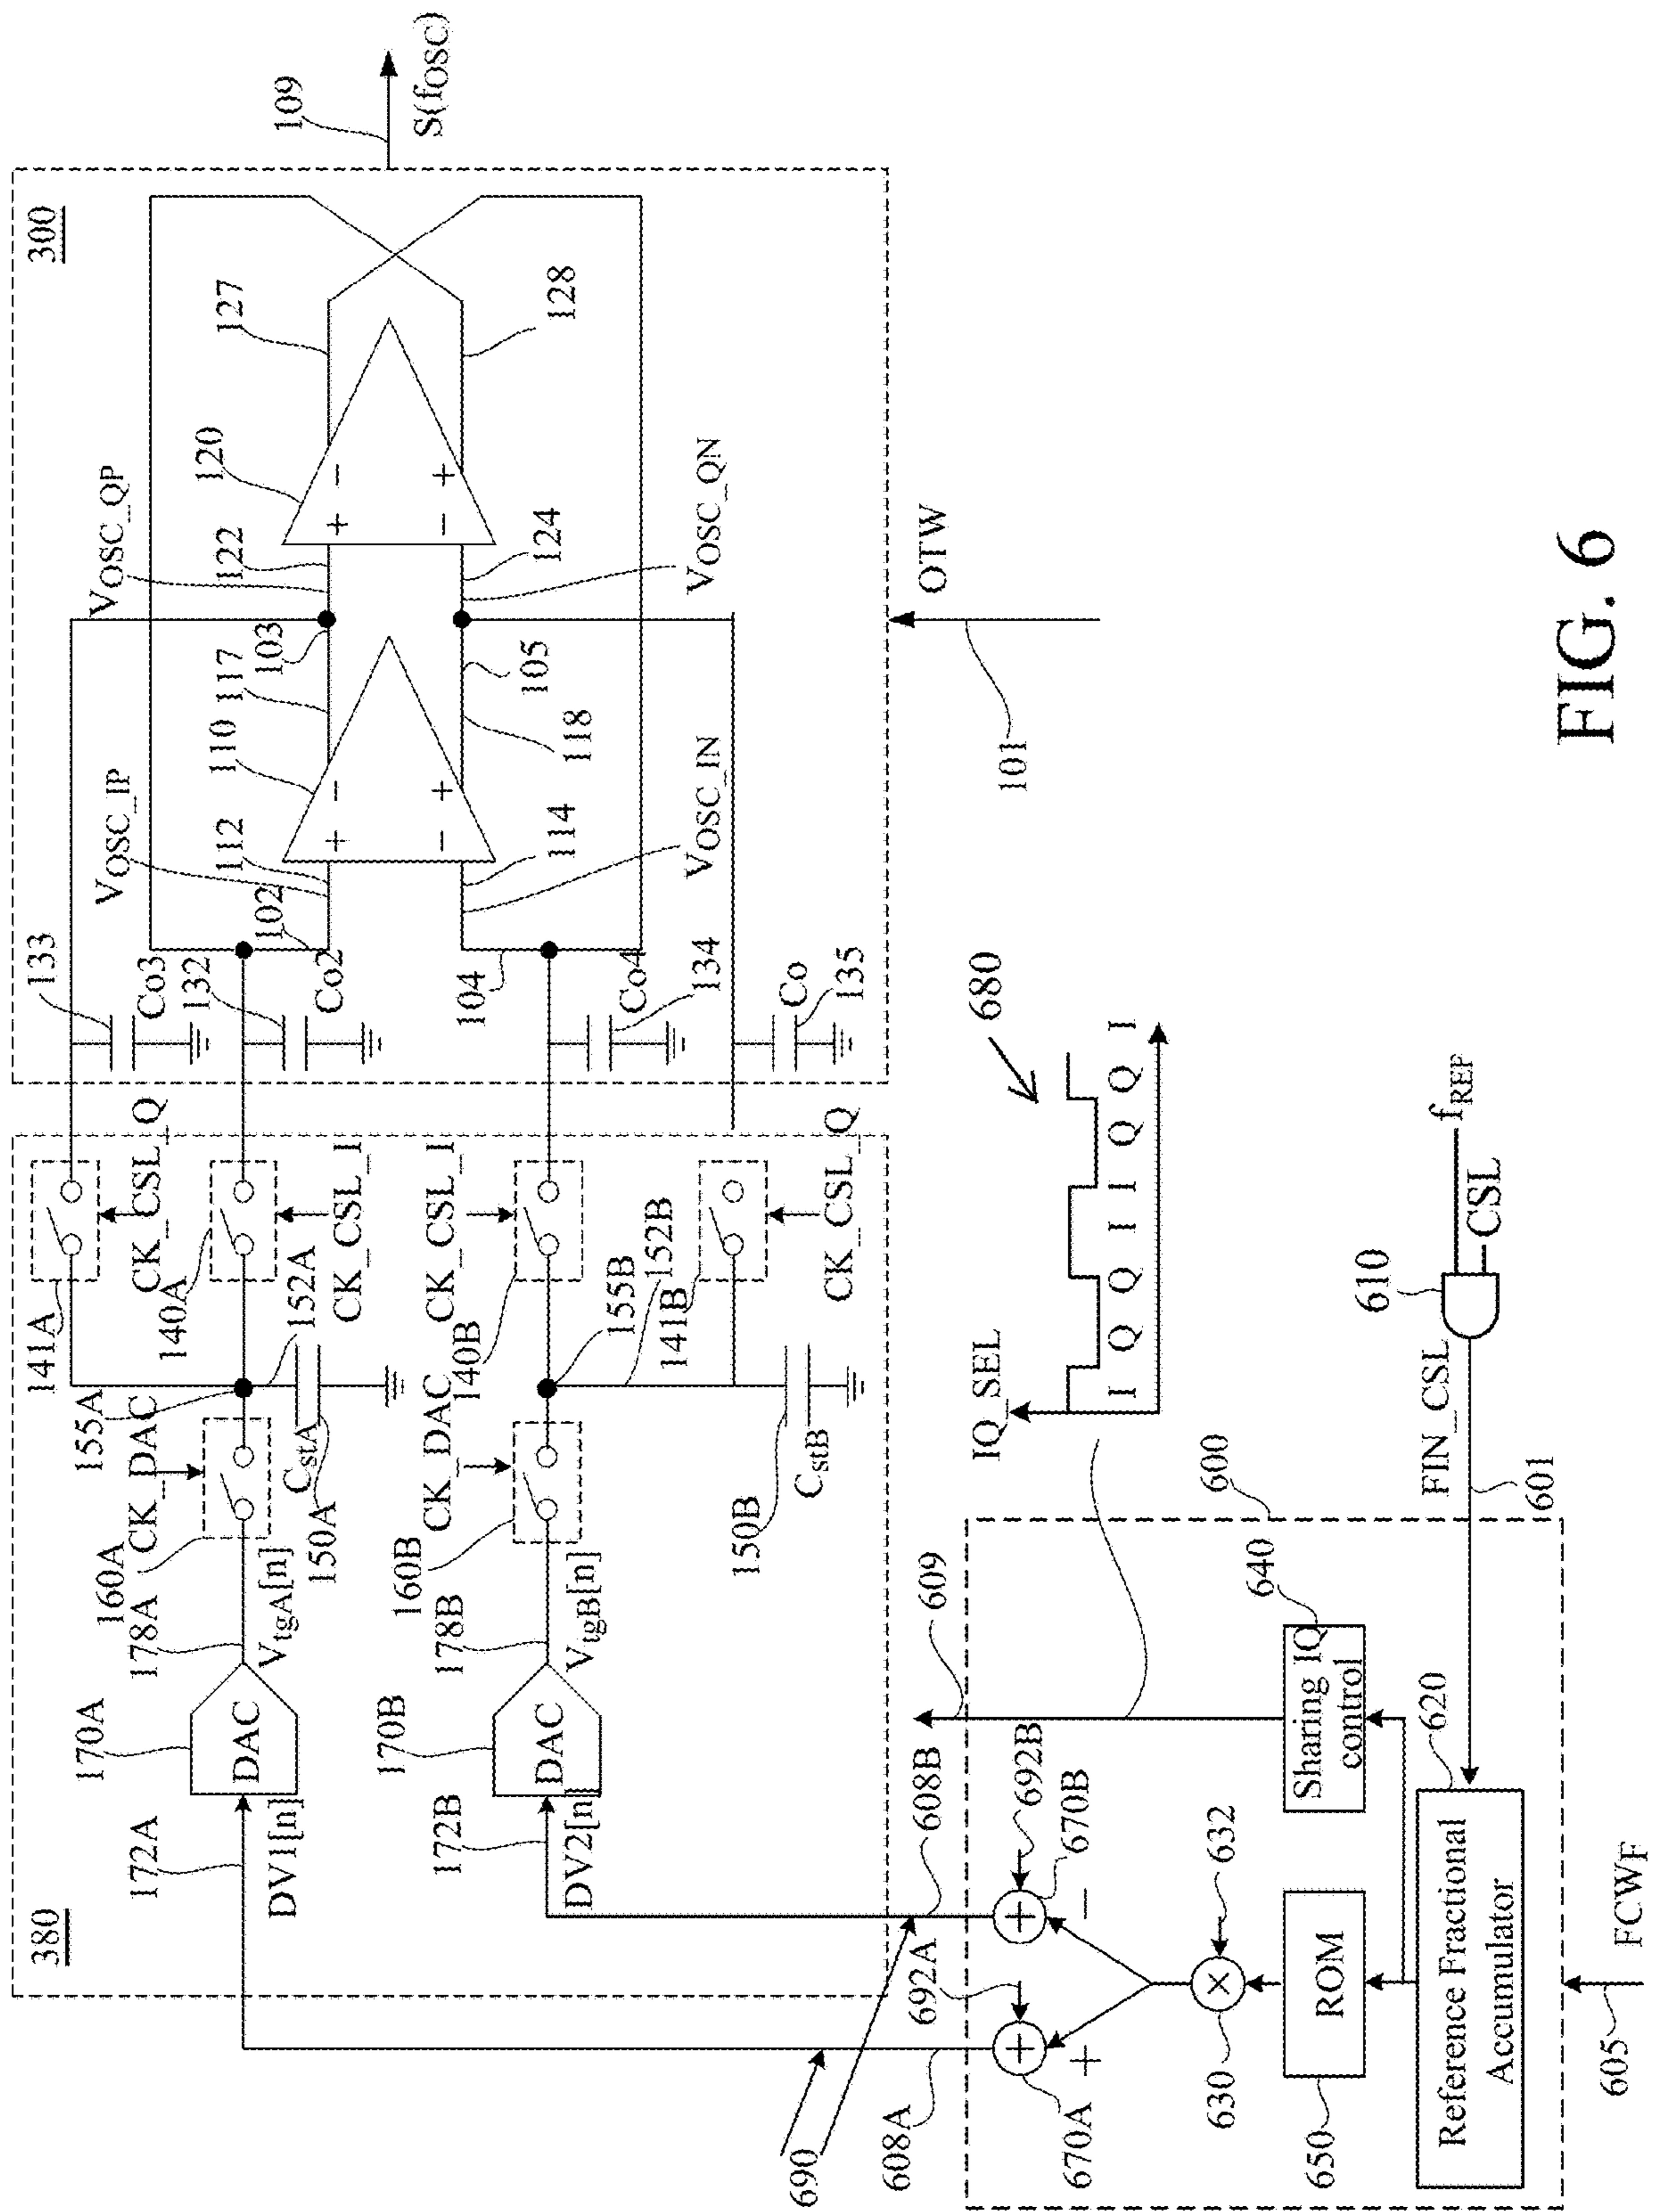 380
172A
170A
DAC
DV1[n]
178A
VtgA[n]
160A
CK_DAC
155A
CstA
150A
152A
141A
CK_CSL_Q
140A
CK_CSL_I
172B
170B
DAC
DV2[n]
178B
VtgB[n]
160B
CK_DAC
140B
CK_CSL_I
155B
152B
141B
CK_CSL_Q
150B
CstB
300
133
Co3
132
Co2
102
VOSC_IP
112
110
117
103
VOSC_QP
122
120
127
109
S(fOSC)
+
−
+
−
−
+
−
+
104
Co4
134
Co
135
114
VOSC_IN
118
105
124
VOSC_QN
128
101
OTW
690
608A
692A
608B
609
600
670A
+
+
692B
670B
+
−
630
×
632
650
ROM
640
Sharing IQ
control
620
Reference Fractional
Accumulator
605
FCWF
601
FIN_CSL
610
CSL
fREF
IQ_SEL
680
I Q Q I I Q Q I
FIG. 6